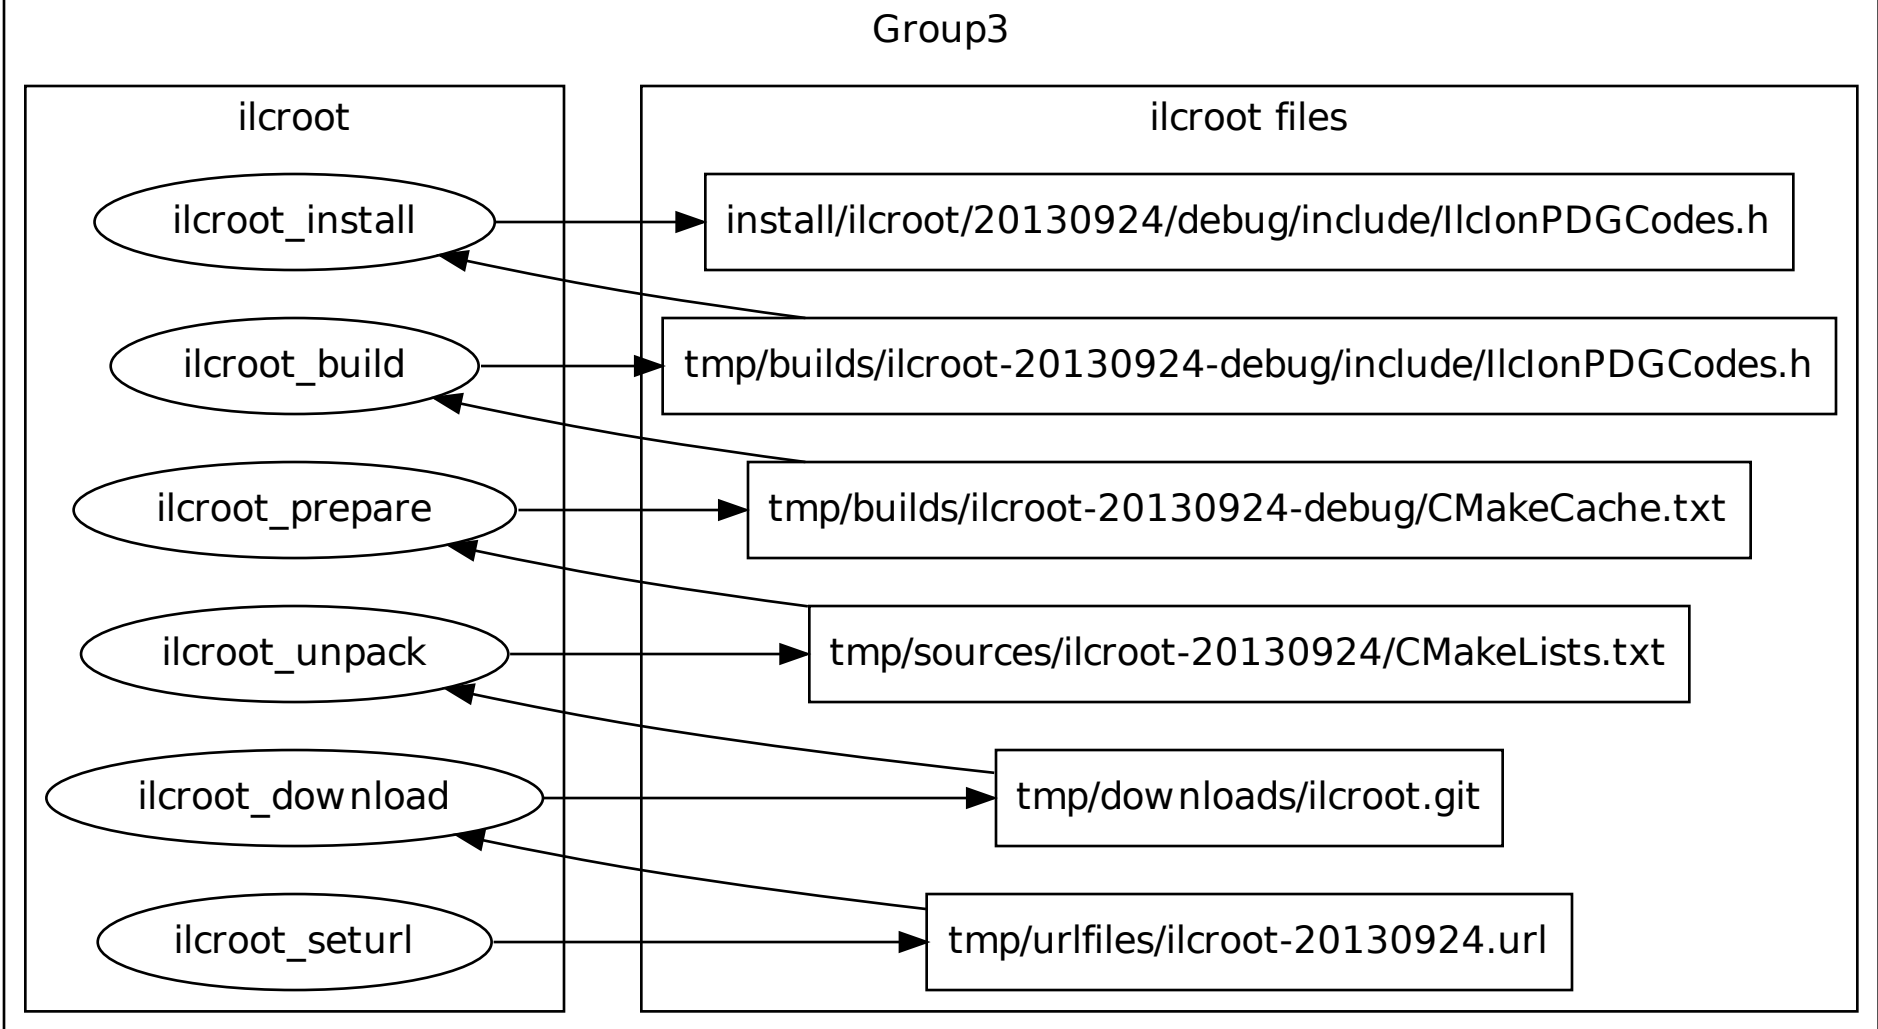 Group3
ilcroot
ilcroot files
ilcroot_install
install/ilcroot/20130924/debug/include/IlcIonPDGCodes.h
ilcroot_build
tmp/builds/ilcroot-20130924-debug/include/IlcIonPDGCodes.h
ilcroot_prepare
tmp/builds/ilcroot-20130924-debug/CMakeCache.txt
ilcroot_unpack
tmp/sources/ilcroot-20130924/CMakeLists.txt
ilcroot_download
tmp/downloads/ilcroot.git
ilcroot_seturl
tmp/urlfiles/ilcroot-20130924.url